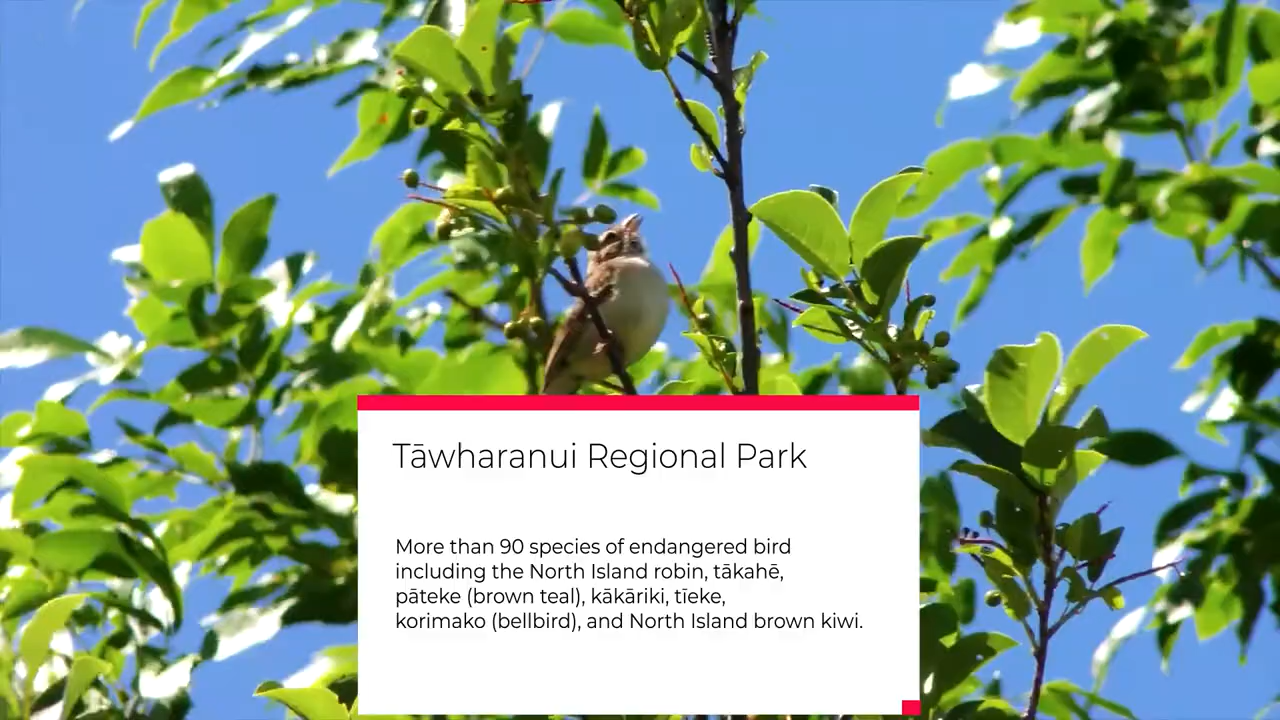 Tāwharanui Regional Park
More than 90 species of endangered bird
including the North Island robin, tākahē,
pāteke (brown teal), kākāriki, tīeke,
korimako (bellbird), and North Island brown kiwi.